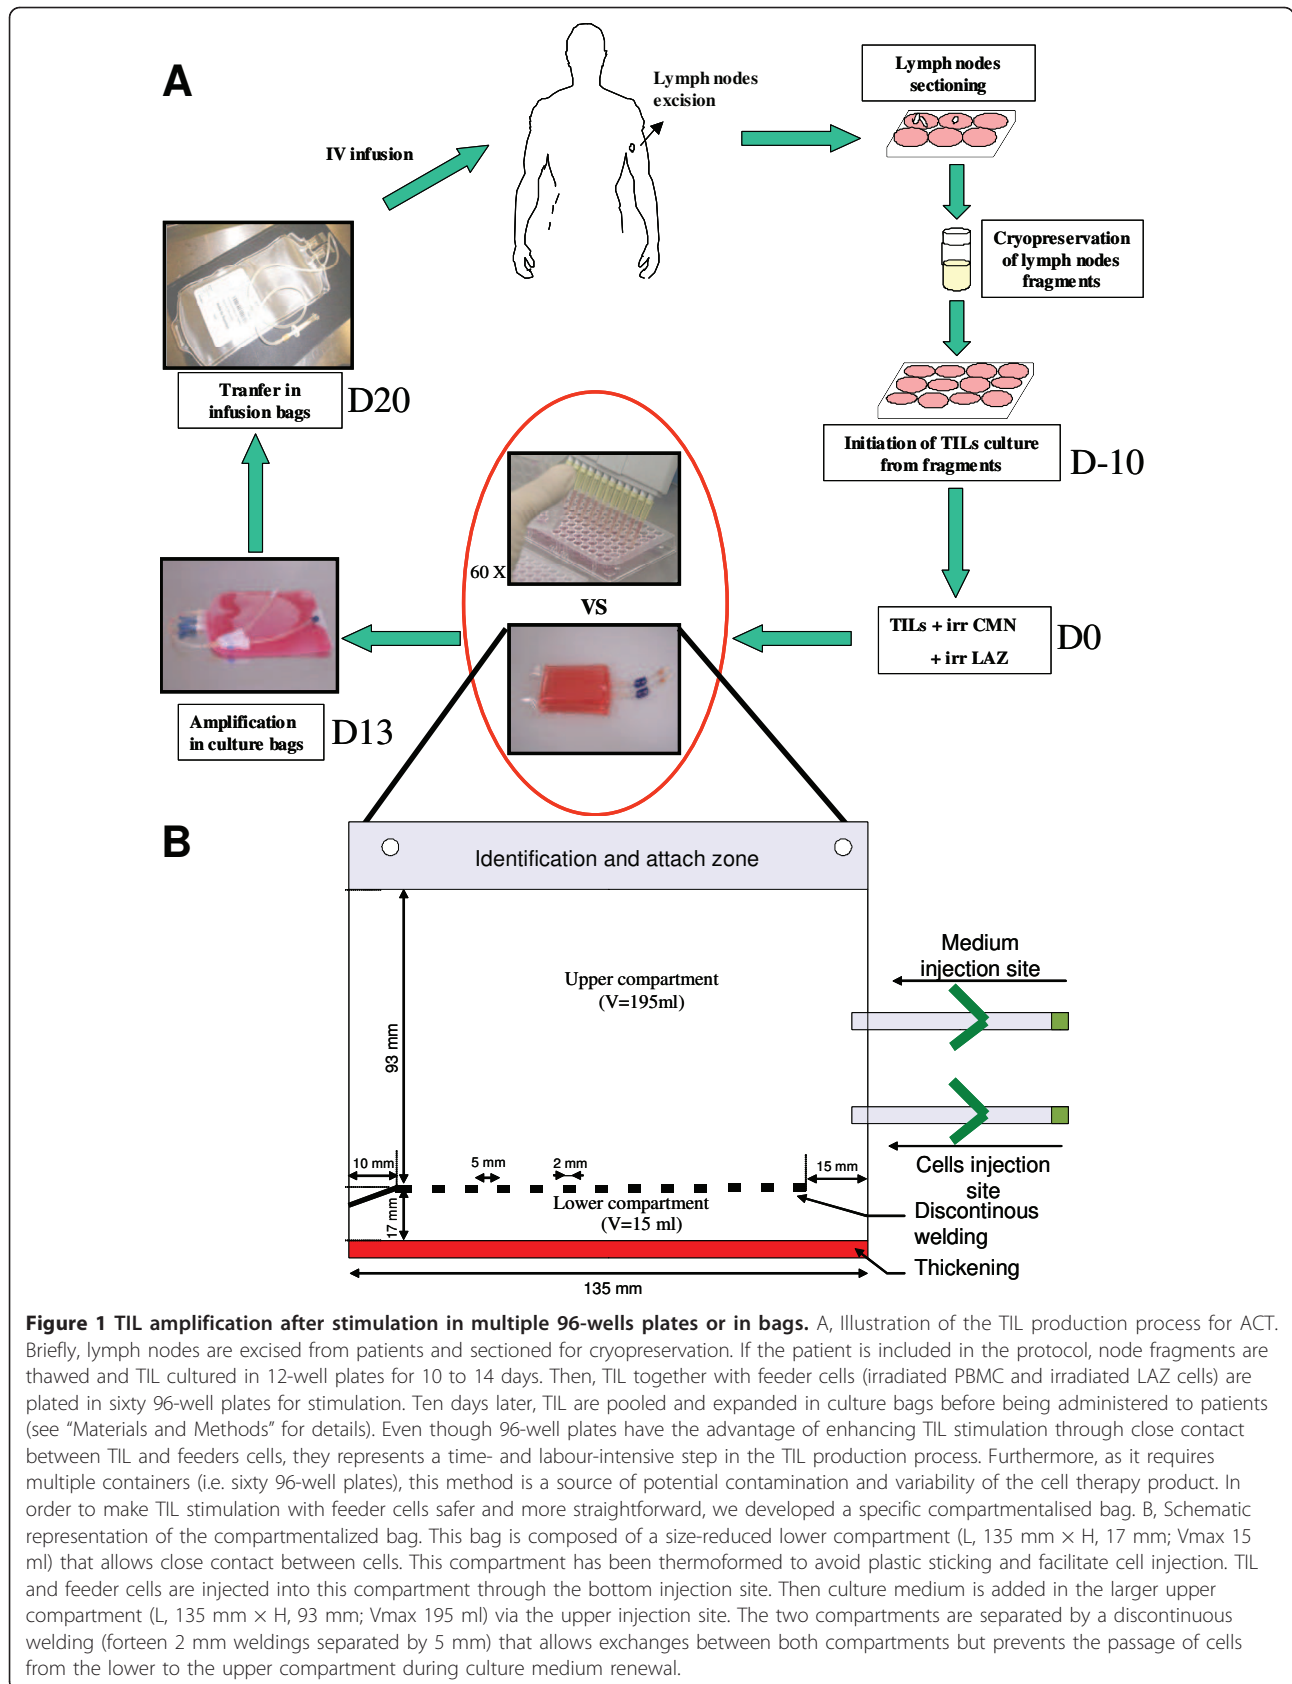 A
Lymph nodes
excision
Lymph nodes
sectioning
IV infusion
Cryopreservation
of lymph nodes
fragments
Tranfer in
infusion bags
D20
Initiation of TILs culture
from fragments
D-10
60 X
VS
TILs + irr CMN
+ irr LAZ
D0
Amplification
in culture bags
D13
B
Identification and attach zone
Upper compartment
(V=195ml)
Medium
injection site
93 mm
10 mm
5 mm
2 mm
15 mm
Cells injection
site
17 mm
Lower compartment
(V=15 ml)
Discontinous
welding
Thickening
135 mm
Figure 1 TIL amplification after stimulation in multiple 96-wells plates or in bags. A, Illustration of the TIL production process for ACT.
Briefly, lymph nodes are excised from patients and sectioned for cryopreservation. If the patient is included in the protocol, node fragments are
thawed and TIL cultured in 12-well plates for 10 to 14 days. Then, TIL together with feeder cells (irradiated PBMC and irradiated LAZ cells) are
plated in sixty 96-well plates for stimulation. Ten days later, TIL are pooled and expanded in culture bags before being administered to patients
(see “Materials and Methods” for details). Even though 96-well plates have the advantage of enhancing TIL stimulation through close contact
between TIL and feeders cells, they represents a time- and labour-intensive step in the TIL production process. Furthermore, as it requires
multiple containers (i.e. sixty 96-well plates), this method is a source of potential contamination and variability of the cell therapy product. In
order to make TIL stimulation with feeder cells safer and more straightforward, we developed a specific compartmentalised bag. B, Schematic
representation of the compartmentalized bag. This bag is composed of a size-reduced lower compartment (L, 135 mm × H, 17 mm; Vmax 15
ml) that allows close contact between cells. This compartment has been thermoformed to avoid plastic sticking and facilitate cell injection. TIL
and feeder cells are injected into this compartment through the bottom injection site. Then culture medium is added in the larger upper
compartment (L, 135 mm × H, 93 mm; Vmax 195 ml) via the upper injection site. The two compartments are separated by a discontinuous
welding (forteen 2 mm weldings separated by 5 mm) that allows exchanges between both compartments but prevents the passage of cells
from the lower to the upper compartment during culture medium renewal.